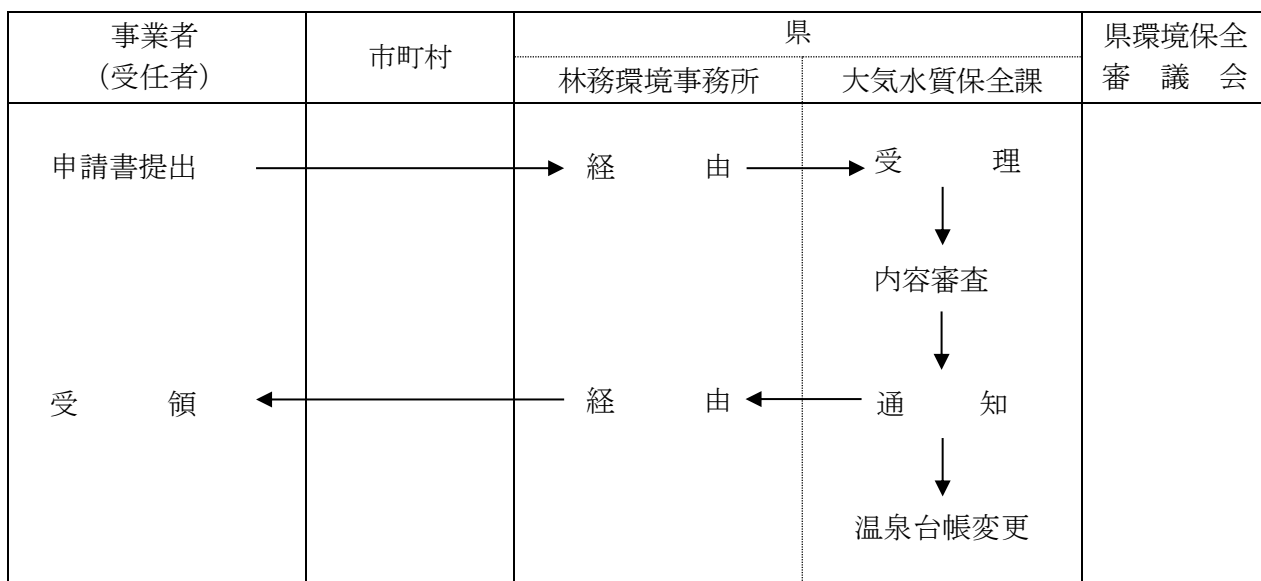 事業者
（受任者）
市町村
県
林務環境事務所
大気水質保全課
県環境保全
審議会
申請書提出
経由
受理
内容審査
受領
経由
通知
温泉台帳変更